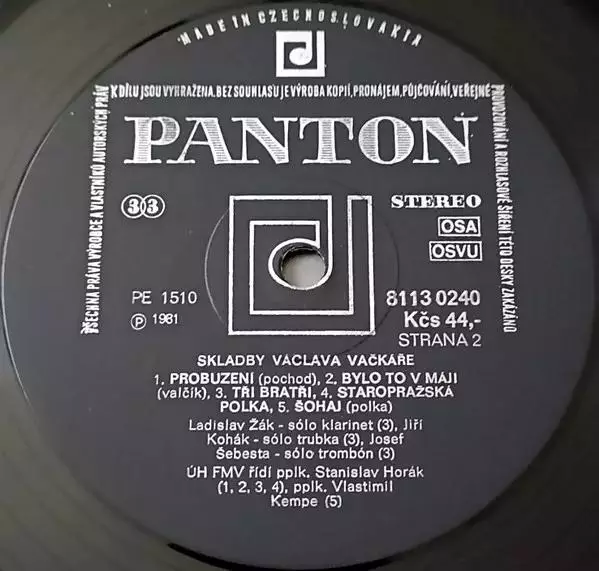 MADE IN CZECHOSLOVAKIA
VŠECHNA PRÁVA VÝROBCE A VLASTNÍKŮ AUTORSKÝCH PRÁV
K DÍLU JSOU VYHRAŽENA. BEZ SOUHLASU JE VÝROBA KOPIÍ, PRONÁJEM, PŮJČOVÁNÍ, VEŘEJNÉ
PROVOZOVÁNÍ A ROZHLASOVÉ ŠÍŘENÍ TÉTO DESKY ZAKÁZÁNO
PANTON
33
STEREO
OSA
OSVU
PE 1510
Ⓟ 1981
8113 0240
Kčs 44,-
STRANA 2
SKLADBY VÁCLAVA VAČKÁŘE
1. PROBUZENÍ (pochod), 2. BYLO TO V MÁJI
(valčík), 3. TŘI BRATŘI, 4. STAROPRAŽSKÁ
POLKA, 5. ŠOHAJ (polka)
Ladislav Žák - sólo klarinet (3), Jiří
Kohák - sólo trubka (3), Josef
Šebesta - sólo trombón (3)
ÚH FMV řídí pplk. Stanislav Horák
(1, 2, 3, 4), pplk. Vlastimil
Kempe (5)